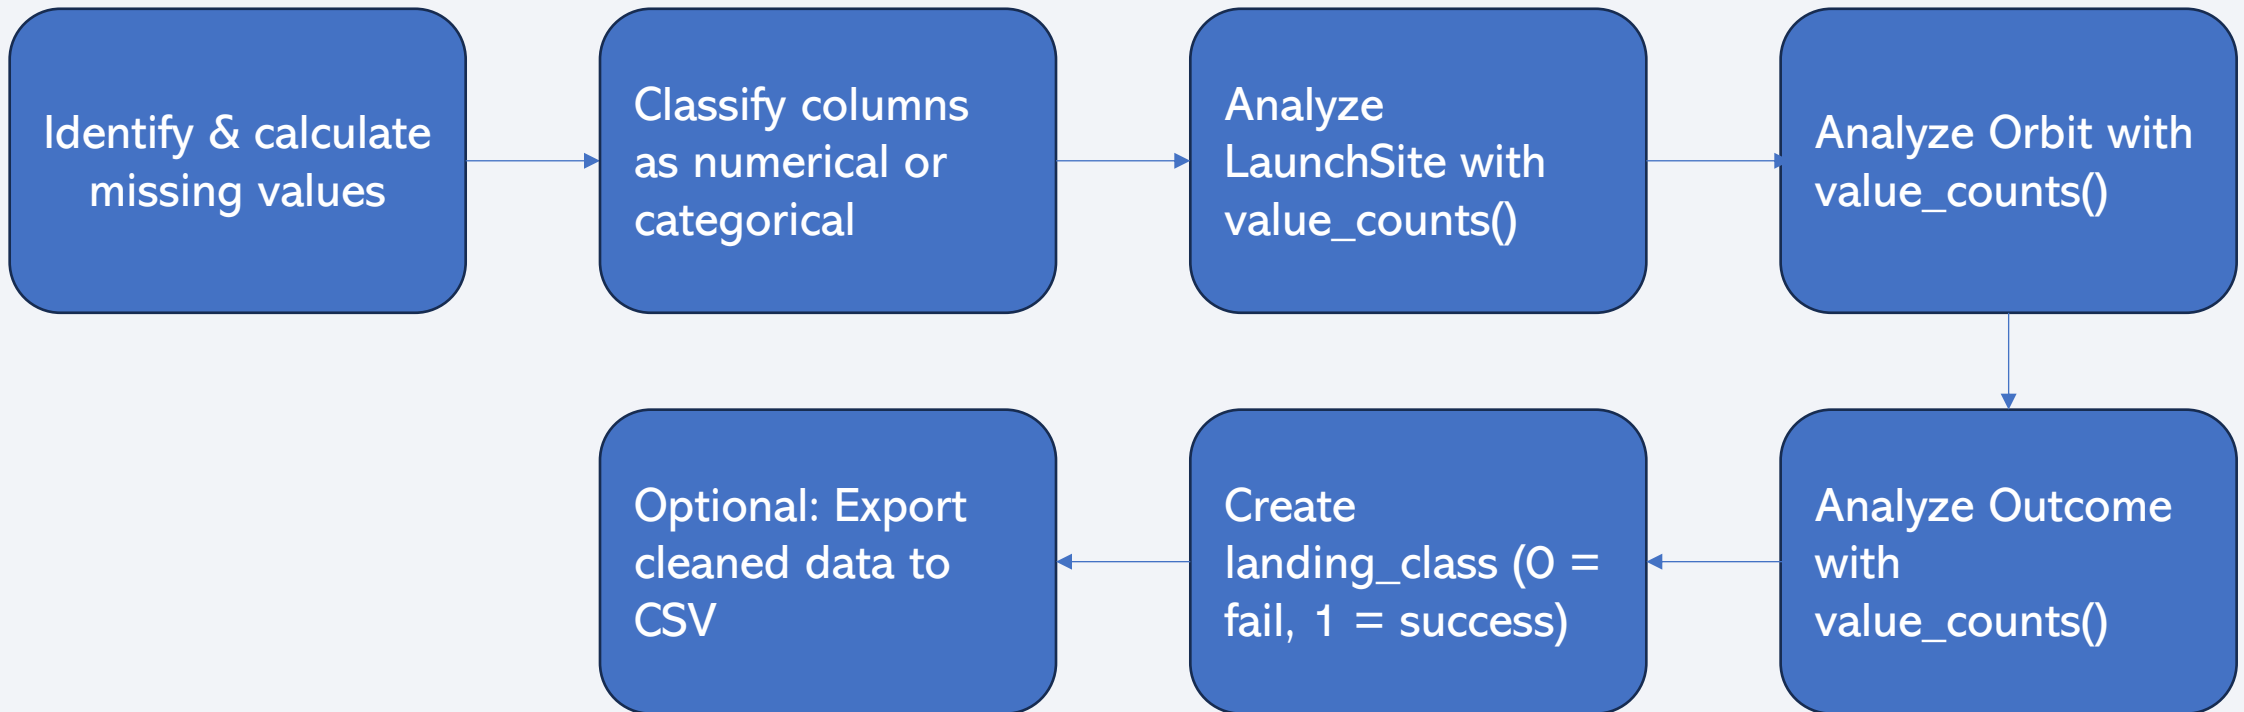 Identify & calculate
missing values
Classify columns
as numerical or
categorical
Analyze
LaunchSite with
value_counts()
Analyze Orbit with
value_counts()
Analyze Outcome
with
value_counts()
Create
landing_class (0 =
fail, 1 = success)
Optional: Export
cleaned data to
CSV